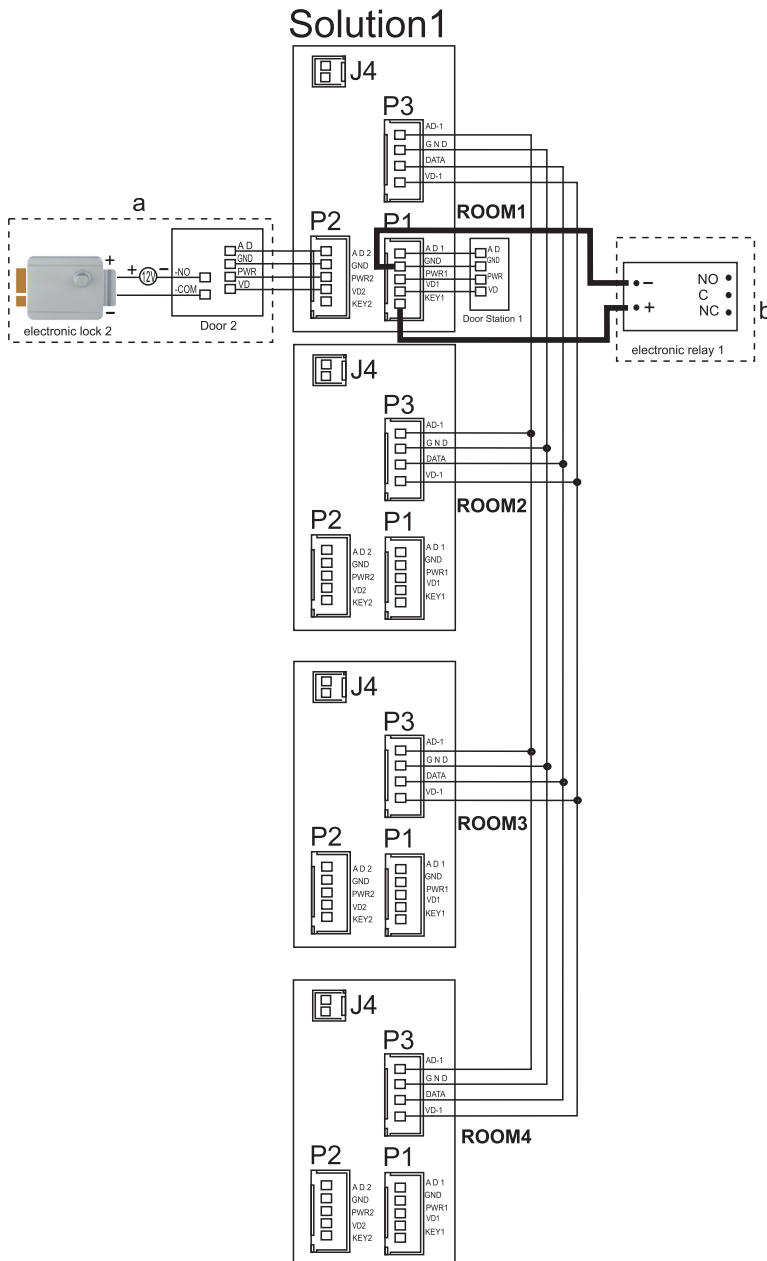 Solution1
J4
P3
AD-1
G N D
DATA
VD-1
ROOM1
a
P2
P1
A D 2
GND
PWR2
VD2
KEY2
A D 1
GND
PWR1
VD1
KEY1
A D
GND
PWR
VD
Door Station 1
+
−
+ 12V −
-NO
-COM
A D
GND
PWR
VD
electronic lock 2
Door 2
−
+
NO
C
NC
electronic relay 1
b
J4
P3
AD-1
G N D
DATA
VD-1
ROOM2
P2
P1
A D 2
GND
PWR2
VD2
KEY2
A D 1
GND
PWR1
VD1
KEY1
J4
P3
AD-1
G N D
DATA
VD-1
ROOM3
P2
P1
A D 2
GND
PWR2
VD2
KEY2
A D 1
GND
PWR1
VD1
KEY1
J4
P3
AD-1
G N D
DATA
VD-1
ROOM4
P2
P1
A D 2
GND
PWR2
VD2
KEY2
A D 1
GND
PWR1
VD1
KEY1